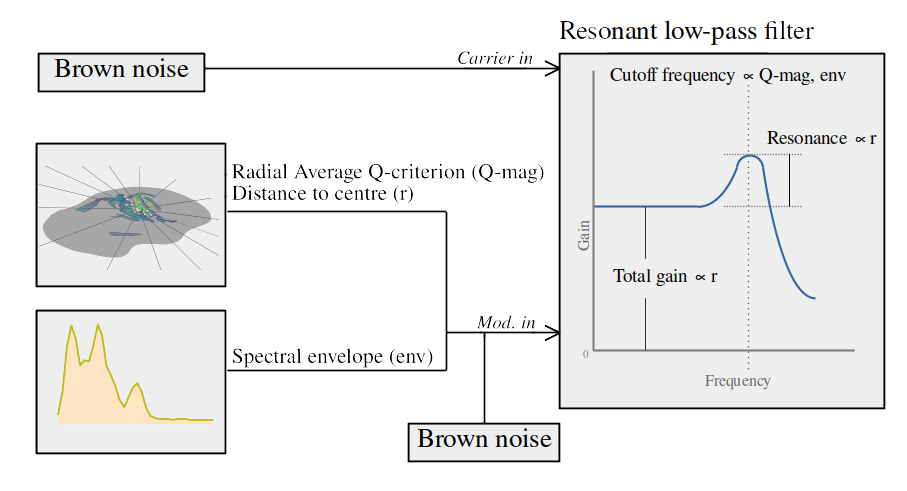 Resonant low-pass filter
Brown noise
Carrier in
Cutoff frequency ∝ Q-mag, env
Resonance ∝ r
Radial Average Q-criterion (Q-mag)
Distance to centre (r)
Gain
Total gain ∝ r
Mod. in
Spectral envelope (env)
0
Frequency
Brown noise